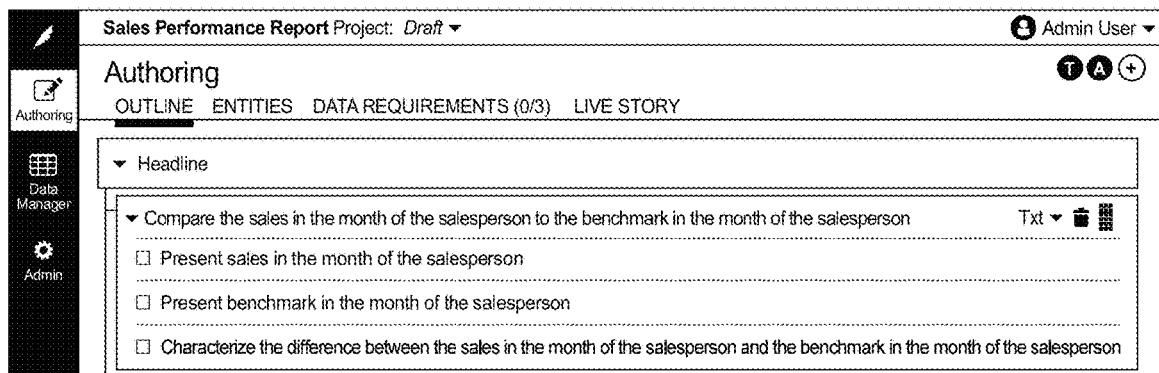 Sales Performance Report Project: Draft
Admin User
Authoring
T A +
OUTLINE ENTITIES DATA REQUIREMENTS (0/3) LIVE STORY
Authoring
Data
Manager
Admin
Headline
Compare the sales in the month of the salesperson to the benchmark in the month of the salesperson
Txt
Present sales in the month of the salesperson
Present benchmark in the month of the salesperson
Characterize the difference between the sales in the month of the salesperson and the benchmark in the month of the salesperson